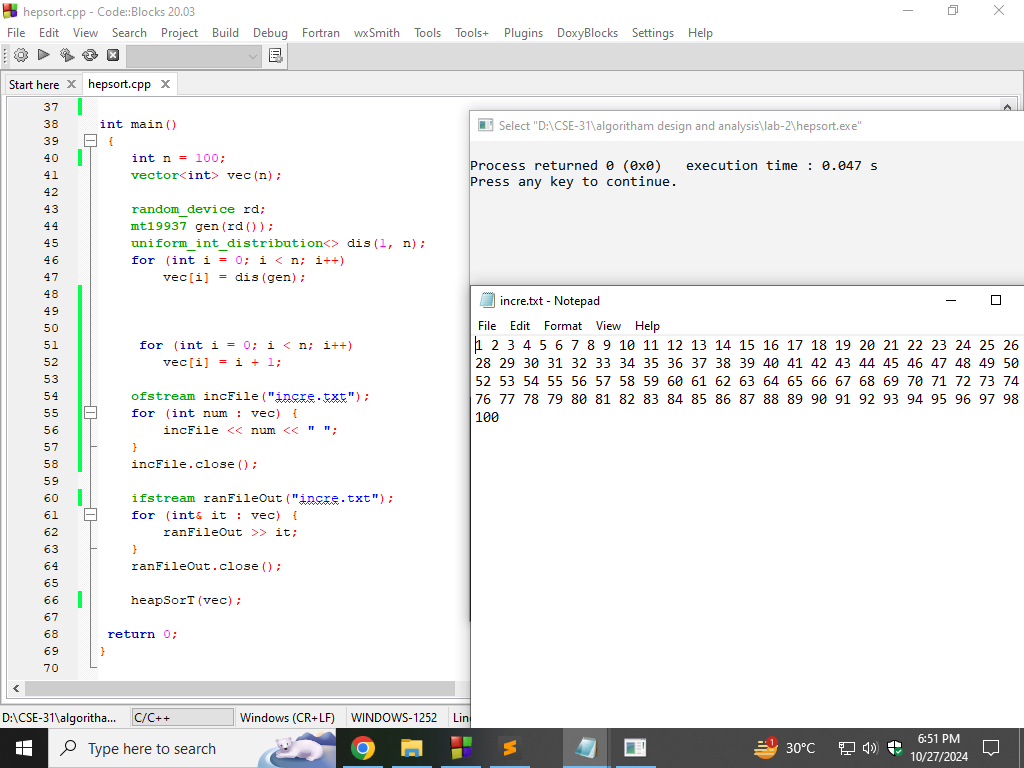 hepsort.cpp - Code::Blocks 20.03
File Edit View Search Project Build Debug Fortran wxSmith Tools Tools+ Plugins DoxyBlocks Settings Help
Start here hepsort.cpp
37
38 int main()
39 {
40 int n = 100;
41 vector<int> vec(n);
42
43 random_device rd;
44 mt19937 gen(rd());
45 uniform_int_distribution<> dis(1, n);
46 for (int i = 0; i < n; i++)
47 vec[i] = dis(gen);
48
49
50
51 for (int i = 0; i < n; i++)
52 vec[i] = i + 1;
53
54 ofstream incFile("incre.txt");
55 for (int num : vec) {
56 incFile << num << " ";
57 }
58 incFile.close();
59
60 ifstream ranFileOut("incre.txt");
61 for (int& it : vec) {
62 ranFileOut >> it;
63 }
64 ranFileOut.close();
65
66 heapSorT(vec);
67
68 return 0;
69 }
70
Select "D:\CSE-31\algoritham design and analysis\lab-2\hepsort.exe"
Process returned 0 (0x0) execution time : 0.047 s
Press any key to continue.
incre.txt - Notepad
File Edit Format View Help
1 2 3 4 5 6 7 8 9 10 11 12 13 14 15 16 17 18 19 20 21 22 23 24 25 26
28 29 30 31 32 33 34 35 36 37 38 39 40 41 42 43 44 45 46 47 48 49 50
52 53 54 55 56 57 58 59 60 61 62 63 64 65 66 67 68 69 70 71 72 73 74
76 77 78 79 80 81 82 83 84 85 86 87 88 89 90 91 92 93 94 95 96 97 98
100
D:\CSE-31\algoritha... C/C++ Windows (CR+LF) WINDOWS-1252 Lin
Type here to search
1
30°C
6:51 PM
10/27/2024